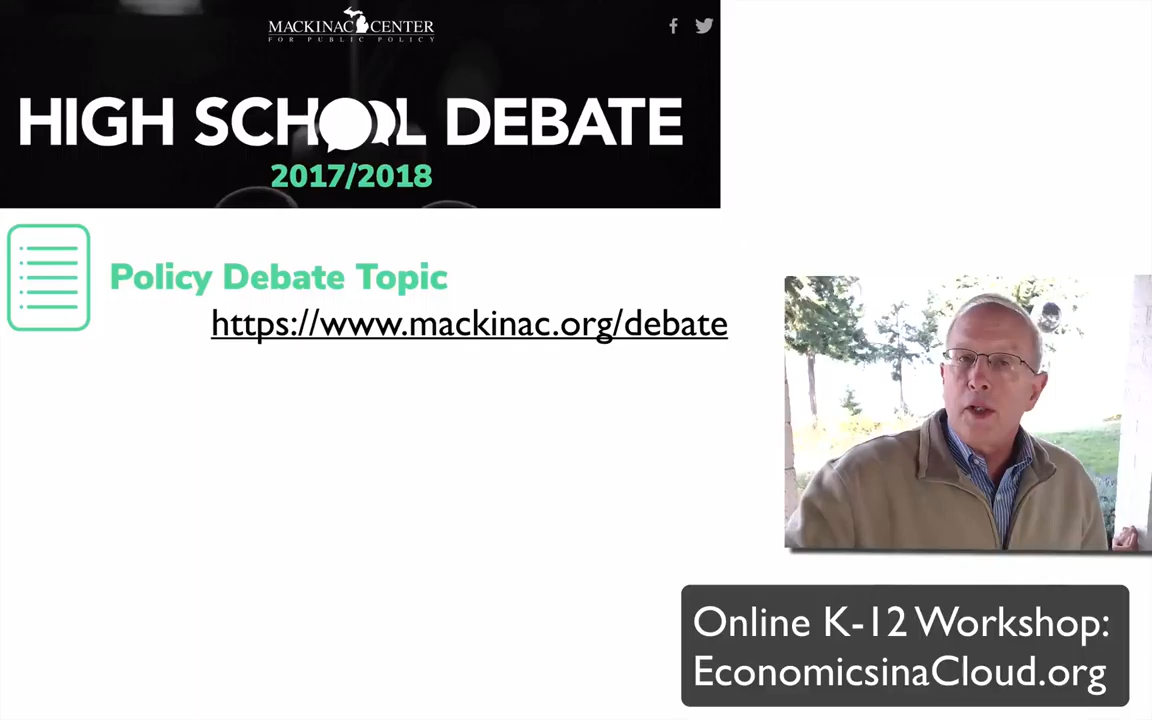 MACKINAC CENTER
FOR PUBLIC POLICY
HIGH SCHOOL DEBATE
2017/2018
Policy Debate Topic
https://www.mackinac.org/debate
Online K-12 Workshop:
EconomicsinaCloud.org